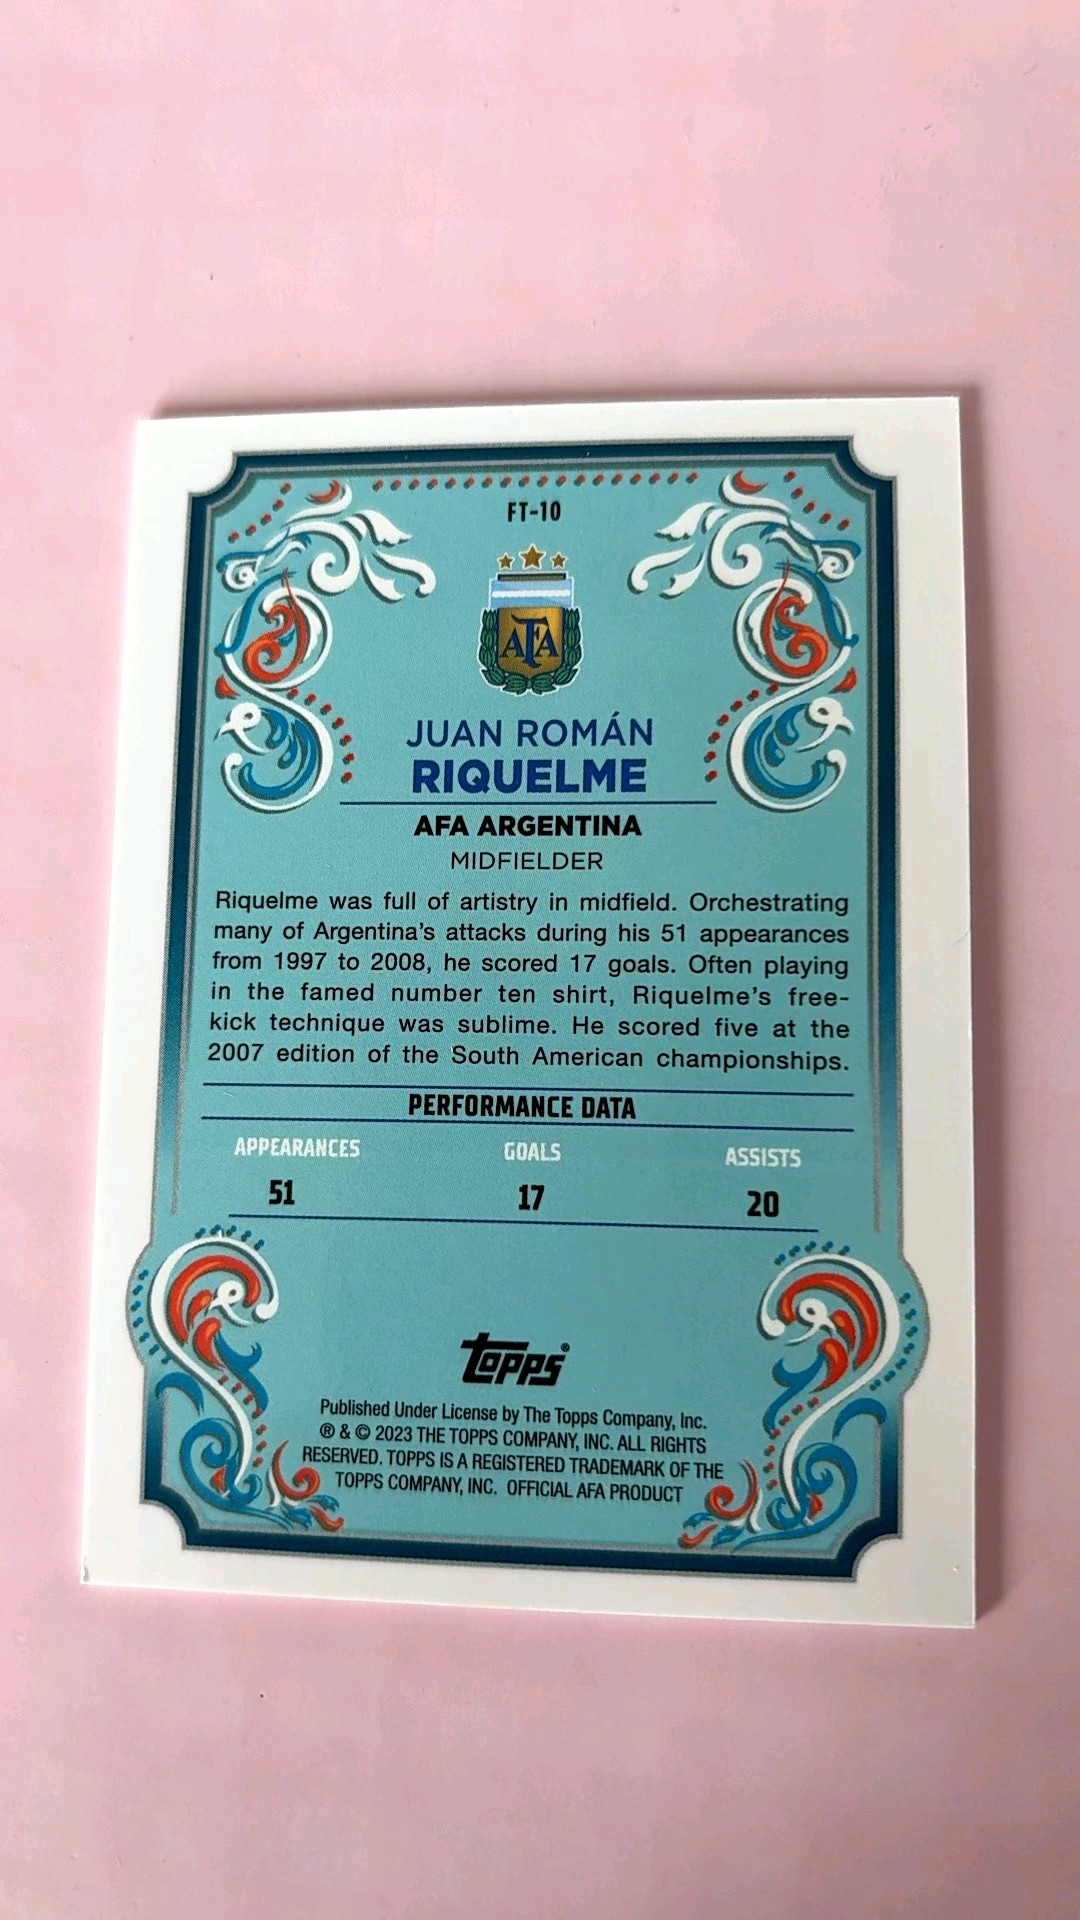 FT-10
AFA
JUAN ROMÁN
RIQUELME
AFA ARGENTINA
MIDFIELDER
Riquelme was full of artistry in midfield. Orchestrating
many of Argentina's attacks during his 51 appearances
from 1997 to 2008, he scored 17 goals. Often playing
in the famed number ten shirt, Riquelme's free-
kick technique was sublime. He scored five at the
2007 edition of the South American championships.
PERFORMANCE DATA
APPEARANCES GOALS ASSISTS
51 17 20
topps®
Published Under License by The Topps Company, Inc.
® & © 2023 THE TOPPS COMPANY, INC. ALL RIGHTS
RESERVED. TOPPS IS A REGISTERED TRADEMARK OF THE
TOPPS COMPANY, INC. OFFICIAL AFA PRODUCT